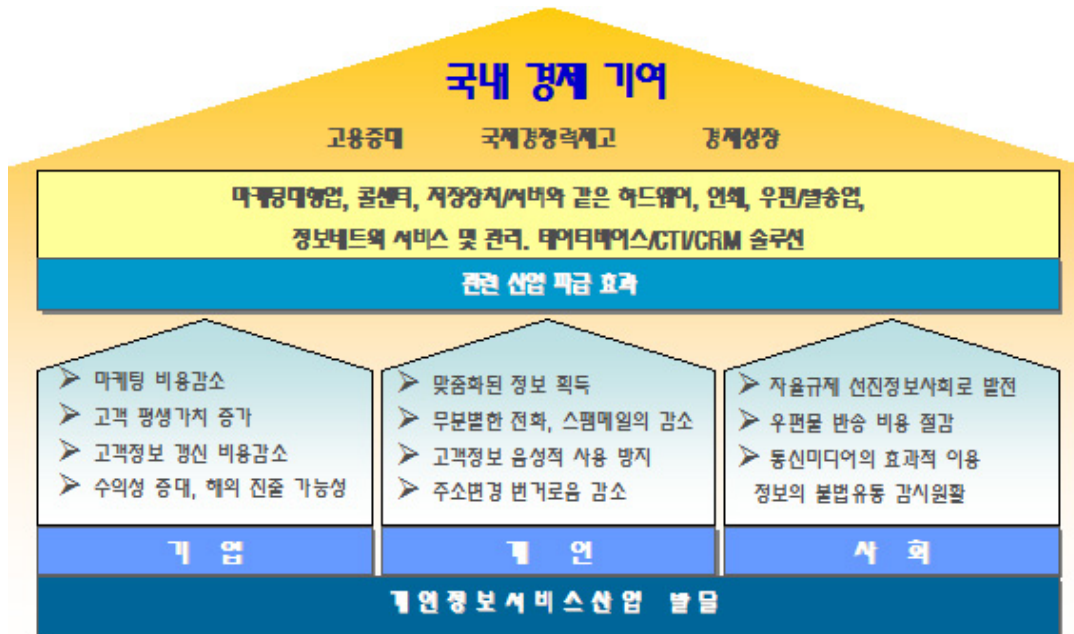 국내 경제 기여
고용증대 국제경쟁력제고 경제성장
마케팅대행업, 콜센터, 저장장치/서버와 같은 하드웨어, 인쇄, 우편/발송업,
정보네트웍 서비스 및 관리. 데이터베이스/CTI/CRM 솔루션
관련 산업 파급 효과
➢ 마케팅 비용감소
➢ 고객 평생가치 증가
➢ 고객정보 갱신 비용감소
➢ 수익성 증대, 해외 진출 가능성
기 업
➢ 맞춤화된 정보 획득
➢ 무분별한 전화, 스팸메일의 감소
➢ 고객정보 음성적 사용 방지
➢ 주소변경 번거로움 감소
개 인
➢ 자율규제 선진정보사회로 발전
➢ 우편물 반송 비용 절감
➢ 통신미디어의 효과적 이용
정보의 불법유통 감시원활
사 회
개인정보서비스산업 발달